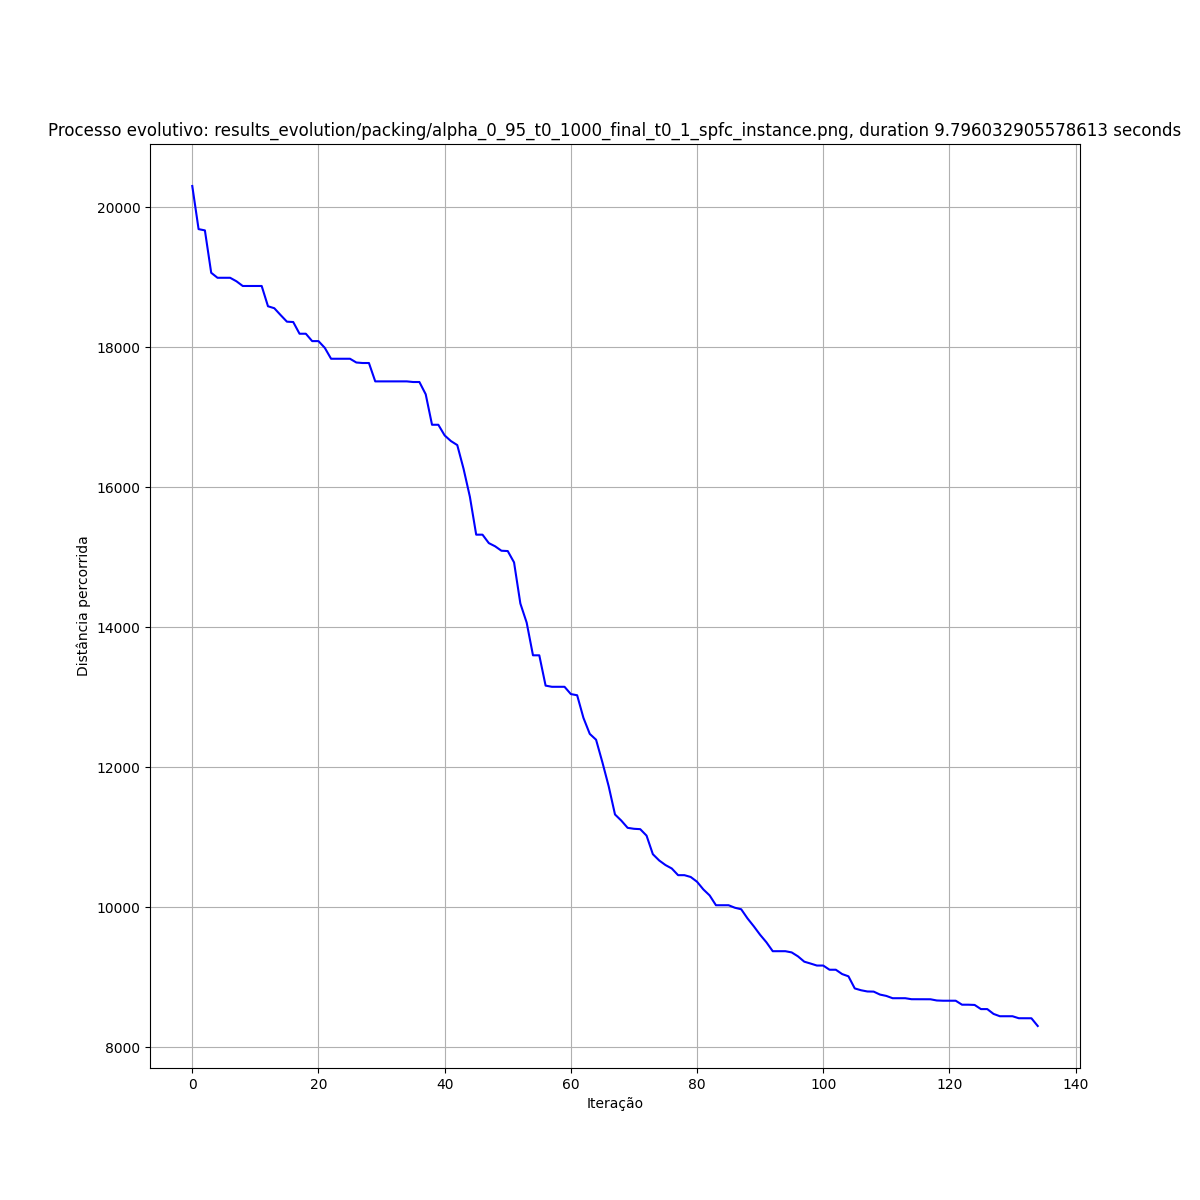 Processo evolutivo: results_evolution/packing/alpha_0_95_t0_1000_final_t0_1_spfc_instance.png, duration 9.796032905578613 seconds
20000
18000
16000
14000
12000
10000
8000
Distância percorrida
0 20 40 60 80 100 120 140
Iteração